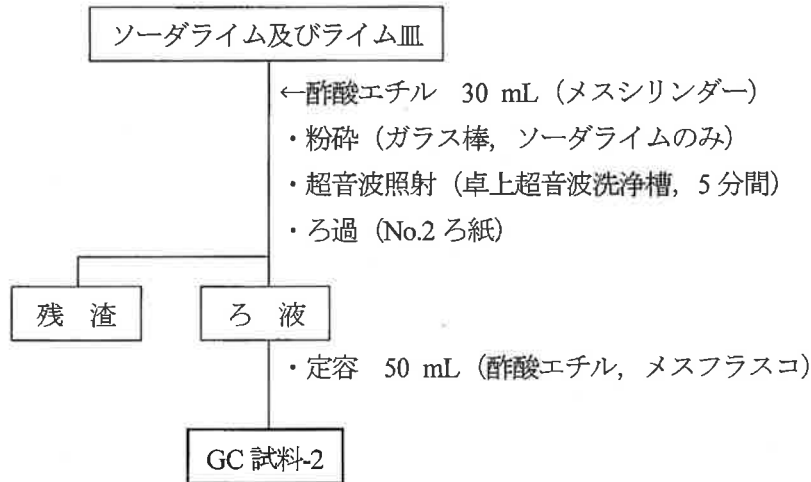 ソーダライム及びライム皿
←酢酸エチル 30 mL（メスシリンダー）
・粉砕（ガラス棒，ソーダライムのみ）
・超音波照射（卓上超音波洗浄槽，5 分間）
・ろ過（No.2 ろ紙）
残 渣
ろ 液
・定容 50 mL（酢酸エチル，メスフラスコ）
GC 試料-2